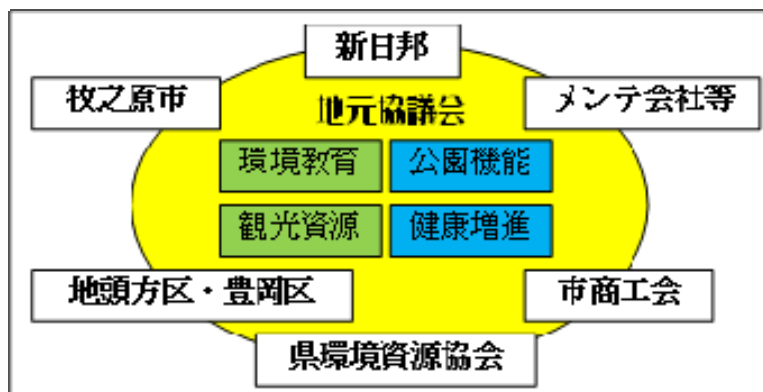 新日邦
牧之原市
メンテ会社等
地元協議会
環境教育
公園機能
観光資源
健康増進
地頭方区・豊岡区
市商工会
県環境資源協会